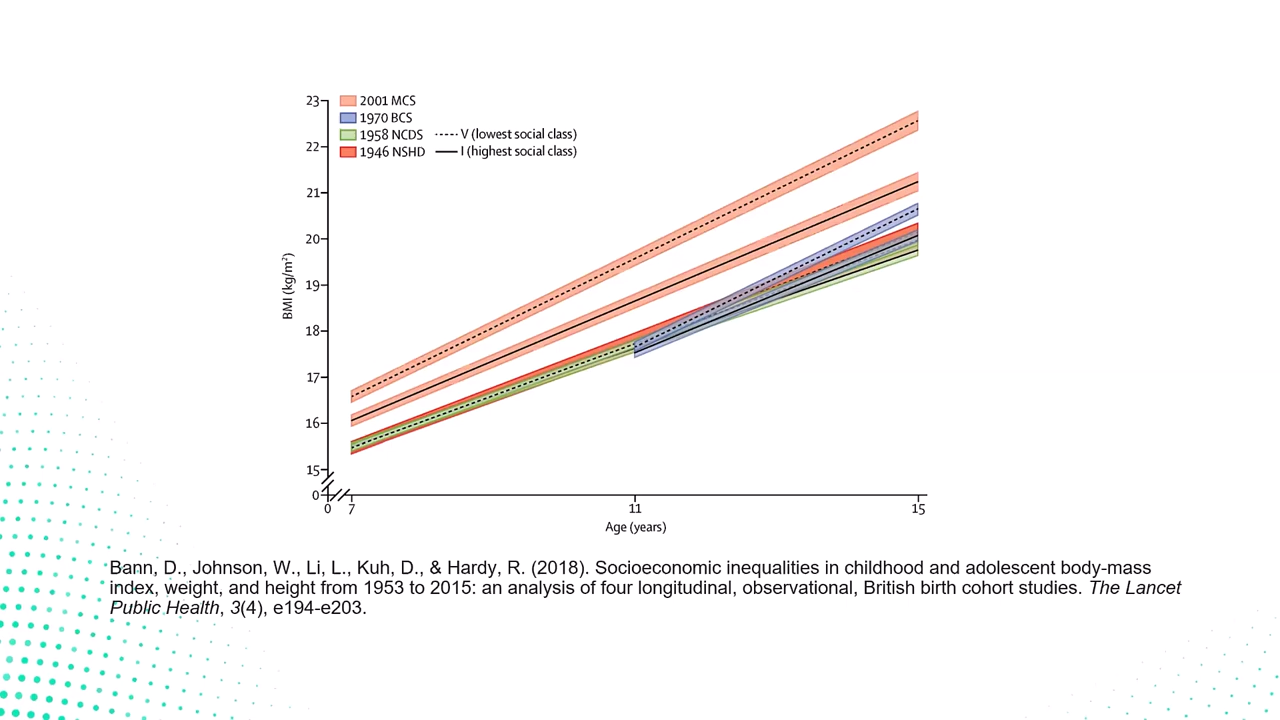 23
22
21
20
19
18
17
16
15
0
BMI (kg/m²)
2001 MCS
1970 BCS
1958 NCDS
1946 NSHD
V (lowest social class)
I (highest social class)
0
7
11
15
Age (years)
Bann, D., Johnson, W., Li, L., Kuh, D., & Hardy, R. (2018). Socioeconomic inequalities in childhood and adolescent body-mass
index, weight, and height from 1953 to 2015: an analysis of four longitudinal, observational, British birth cohort studies. The Lancet
Public Health, 3(4), e194-e203.